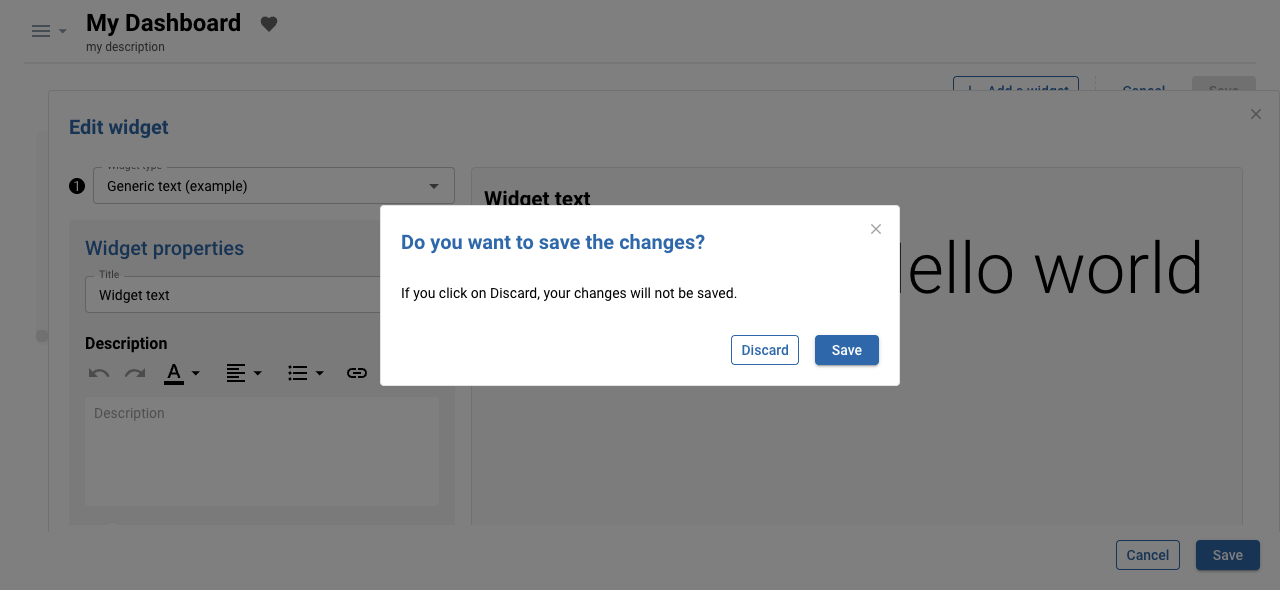 My Dashboard
my description
Add a widget
Cancel
Save
Edit widget
1
Widget type
Generic text (example)
Widget text
Widget properties
Title
Widget text
ello world
Description
A
Description
Do you want to save the changes?
If you click on Discard, your changes will not be saved.
Discard
Save
Cancel
Save